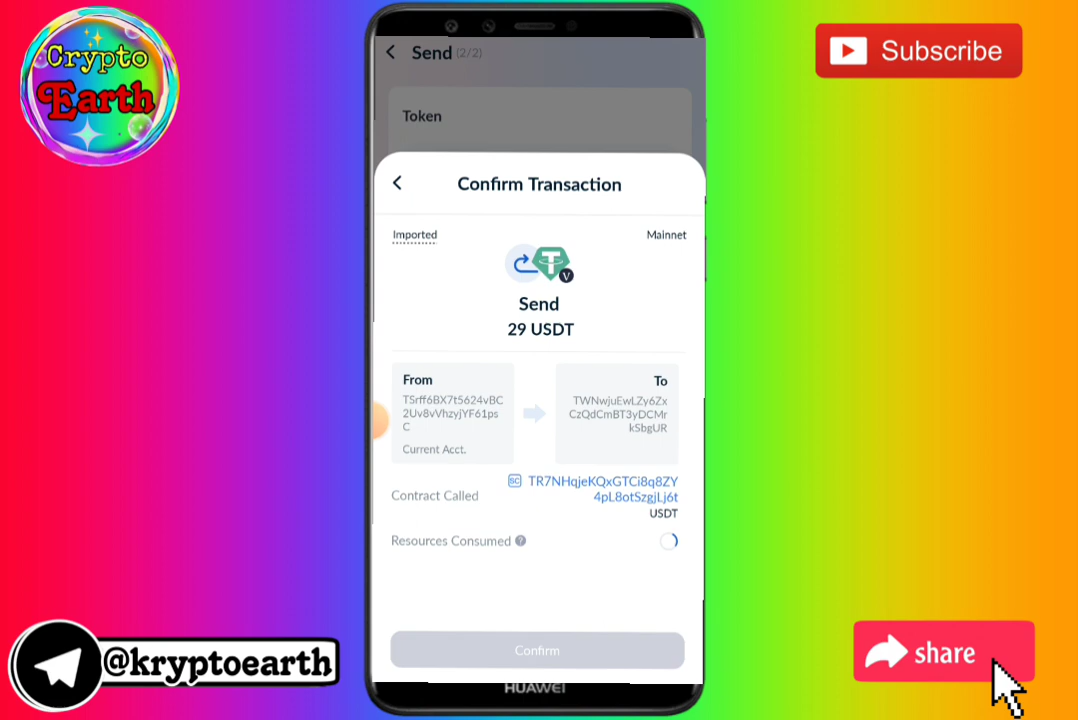 Crypto
Earth
Subscribe
Send (2/2)
Token
Confirm Transaction
Imported
Mainnet
Send
29 USDT
From
TSrff6BX7t5624vBC
2Uv8vVhzyjYF61ps
C
Current Acct.
To
TWNwjuEwLZy6Zx
CzQdCmBT3yDCMr
kSbgUR
Contract Called
SC TR7NHqjeKQxGTCi8q8ZY
4pL8otSzgjLj6t
USDT
Resources Consumed ?
Confirm
HUAWEI
@kryptoearth
share